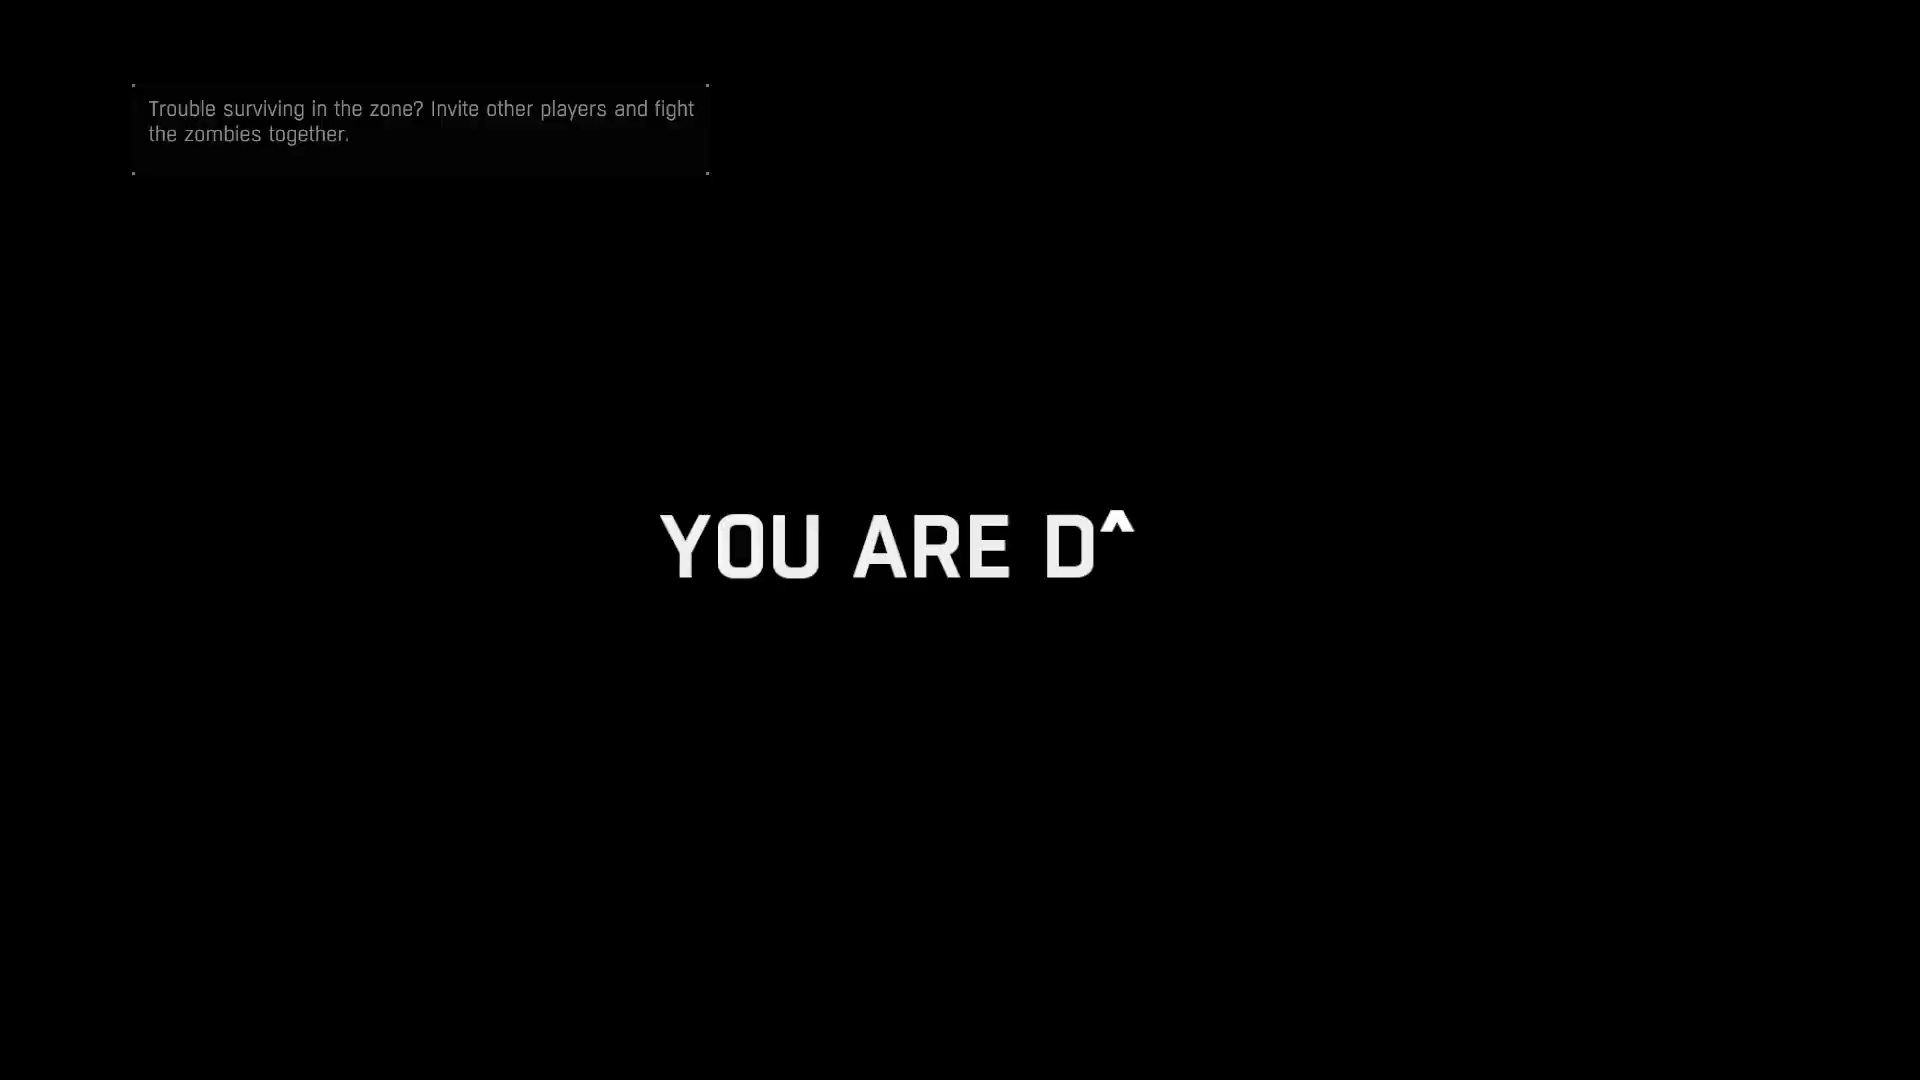 Trouble surviving in the zone? Invite other players and fight
the zombies together.
YOU ARE D^